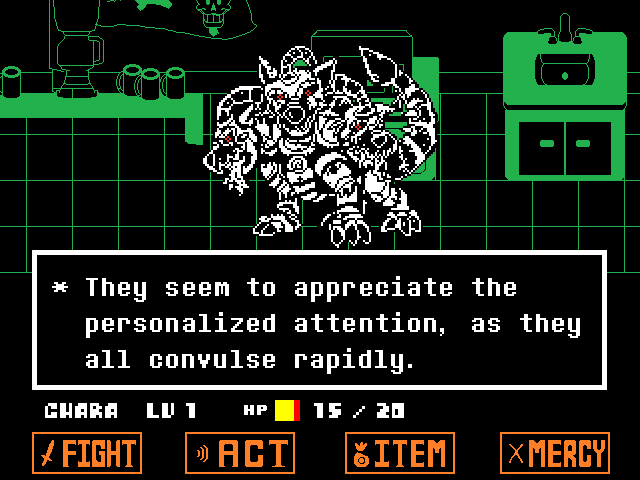 * They seem to appreciate the
personalized attention, as they
all convulse rapidly.
CHARA LV 1 HP 15 / 20
FIGHT ACT ITEM MERCY